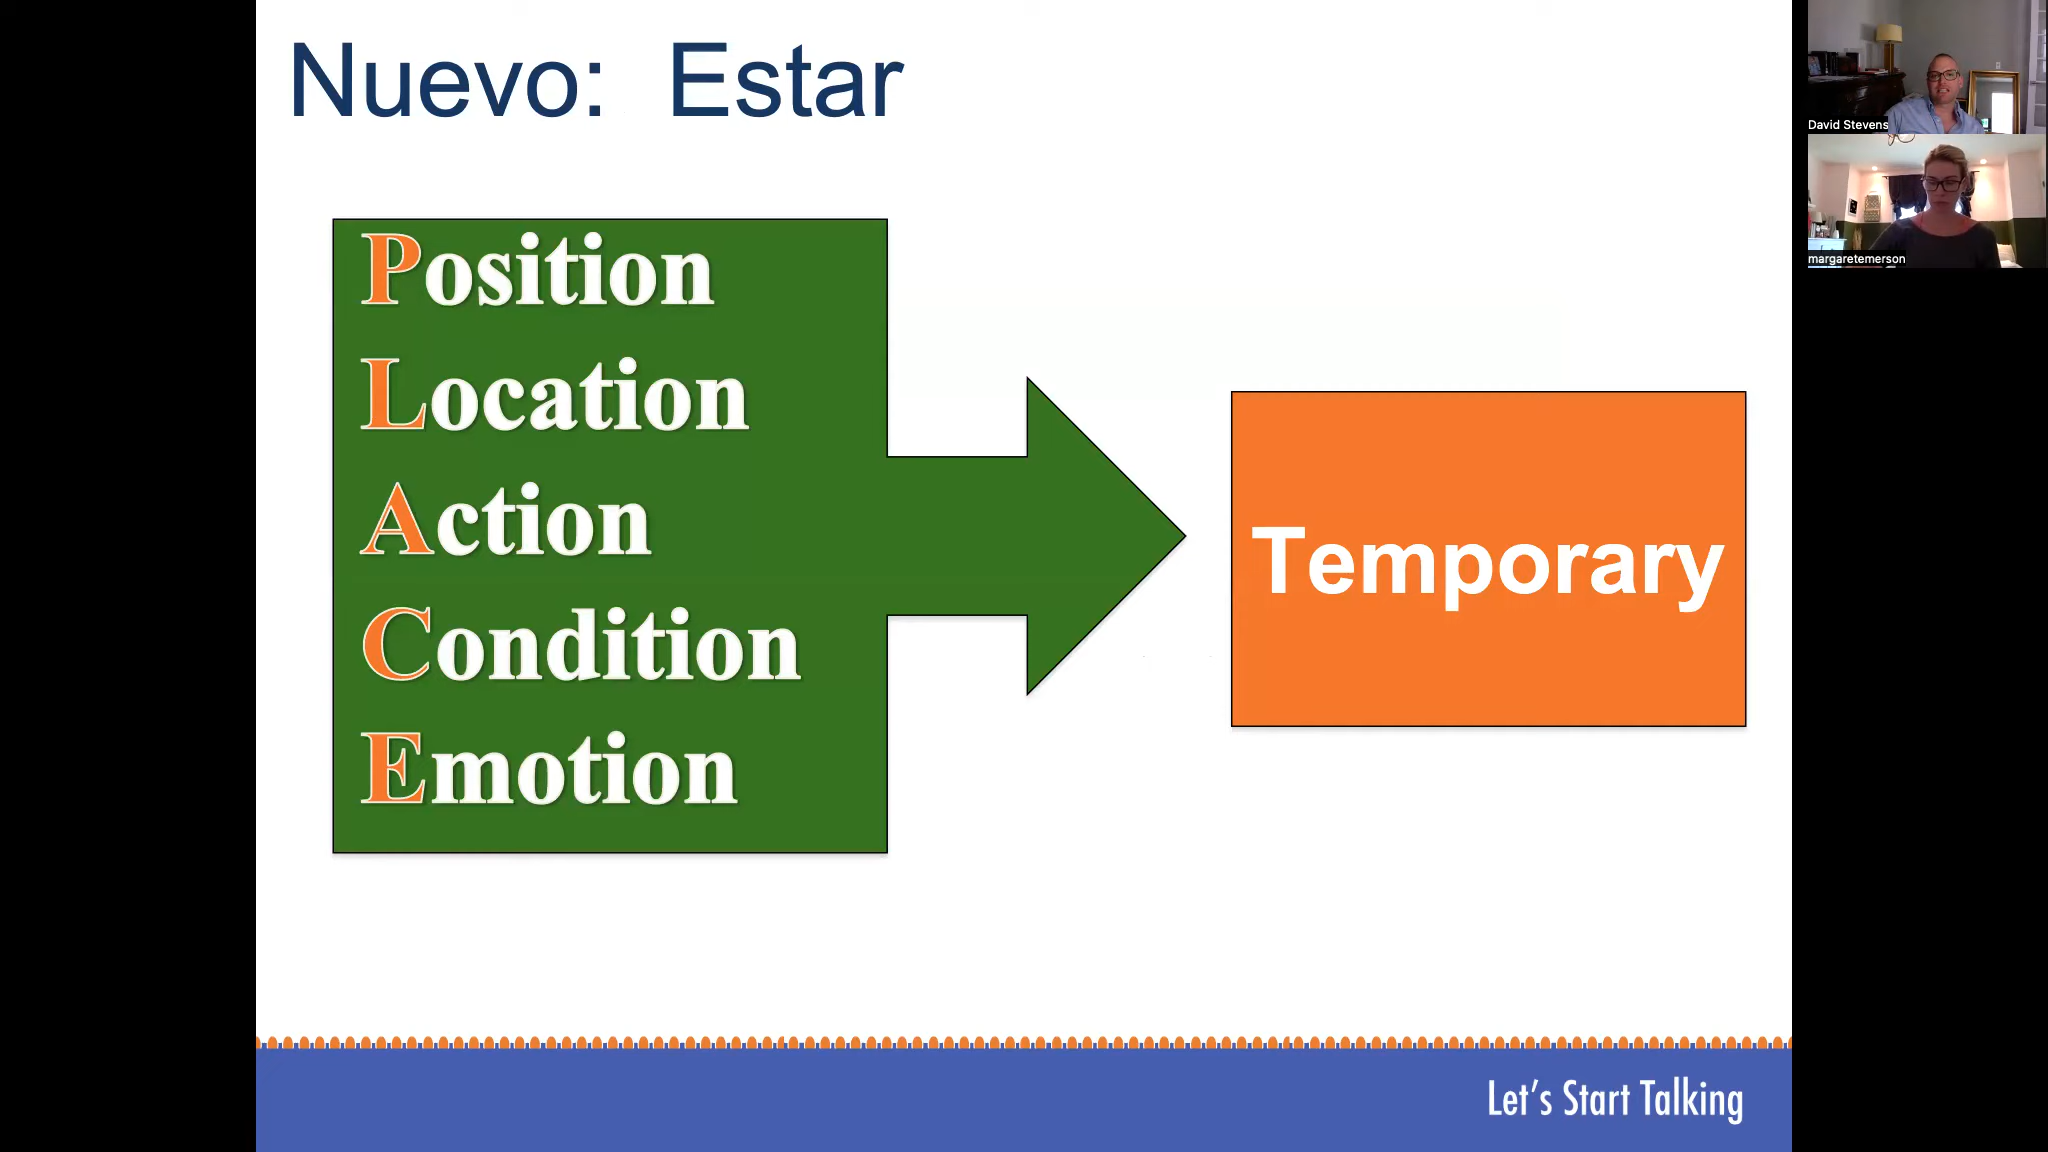 Nuevo: Estar
Position
Location
Action
Condition
Emotion
Temporary
Let's Start Talking
David Stevens
margaretemerson